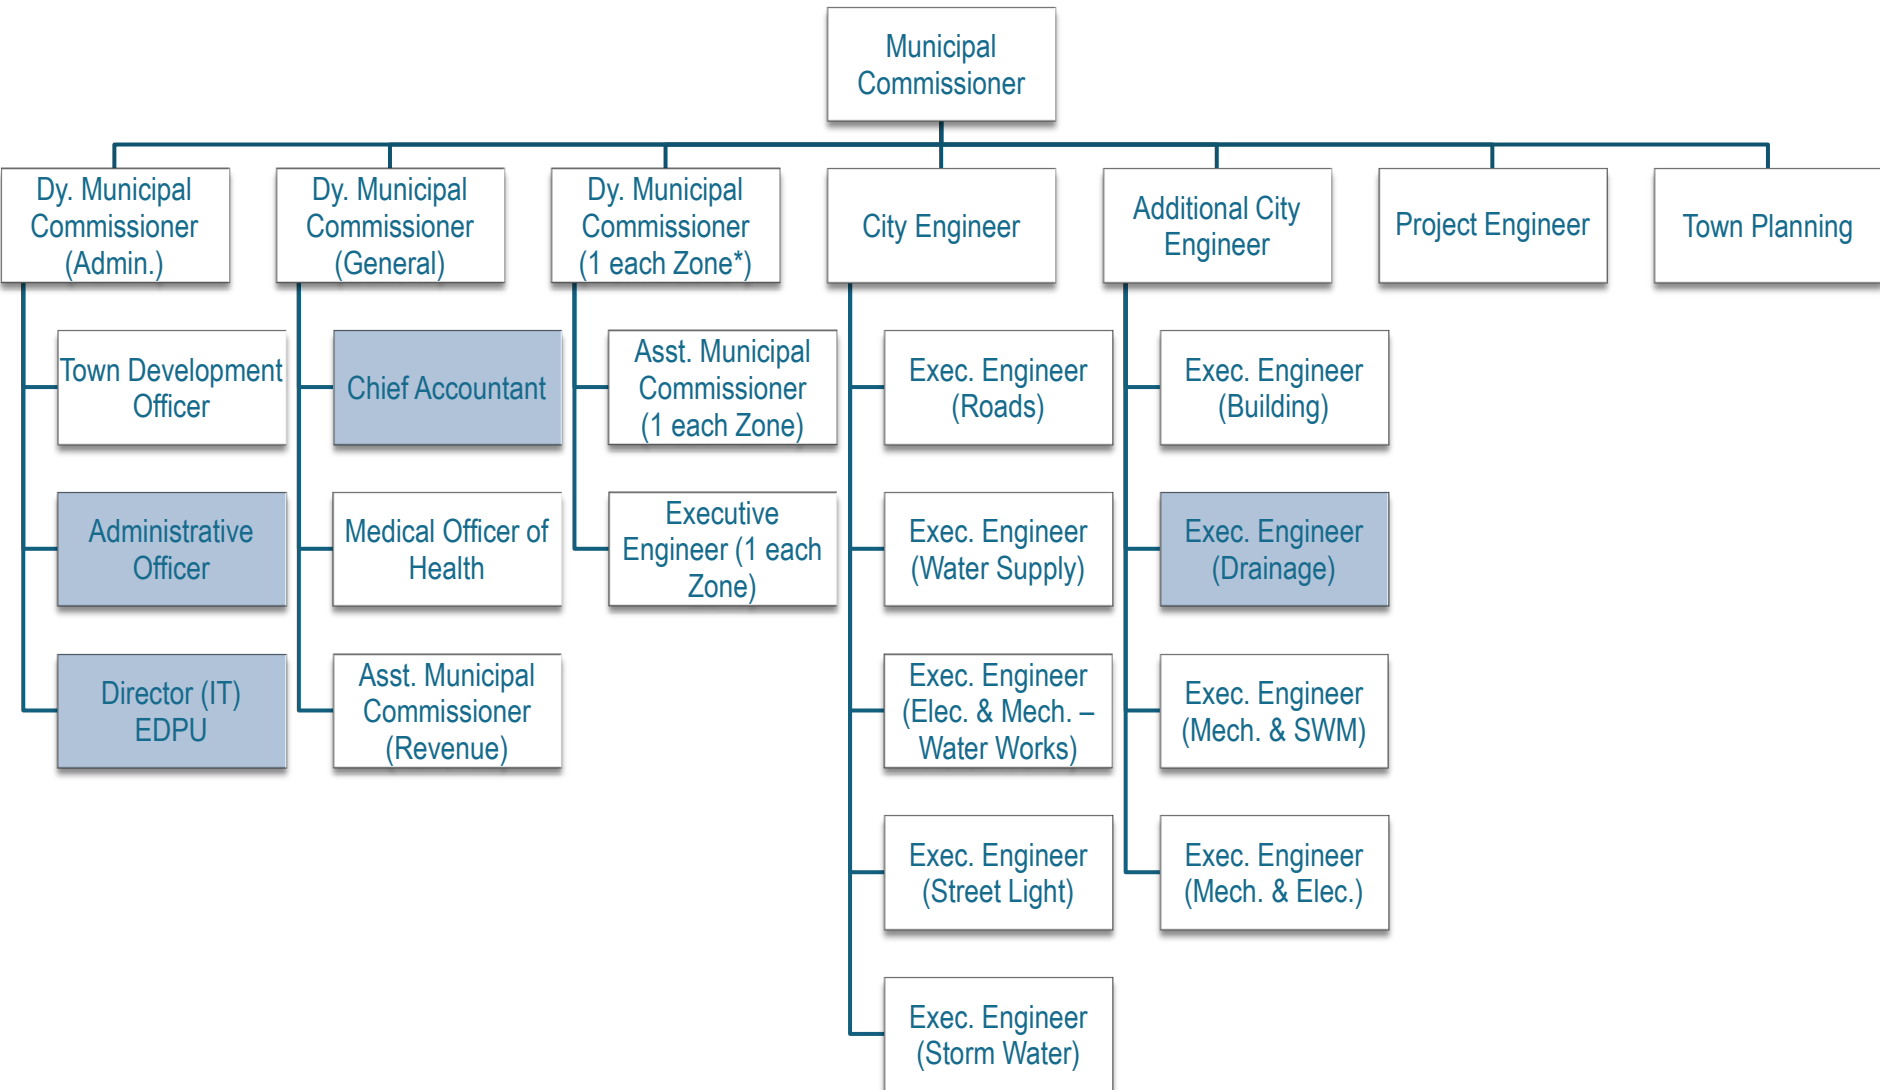 Municipal
Commissioner
Dy. Municipal
Commissioner
(Admin.)
Dy. Municipal
Commissioner
(General)
Dy. Municipal
Commissioner
(1 each Zone*)
City Engineer
Additional City
Engineer
Project Engineer
Town Planning
Town Development
Officer
Administrative
Officer
Director (IT)
EDPU
Chief Accountant
Medical Officer of
Health
Asst. Municipal
Commissioner
(Revenue)
Asst. Municipal
Commissioner
(1 each Zone)
Executive
Engineer (1 each
Zone)
Exec. Engineer
(Roads)
Exec. Engineer
(Water Supply)
Exec. Engineer
(Elec. & Mech. –
Water Works)
Exec. Engineer
(Street Light)
Exec. Engineer
(Storm Water)
Exec. Engineer
(Building)
Exec. Engineer
(Drainage)
Exec. Engineer
(Mech. & SWM)
Exec. Engineer
(Mech. & Elec.)